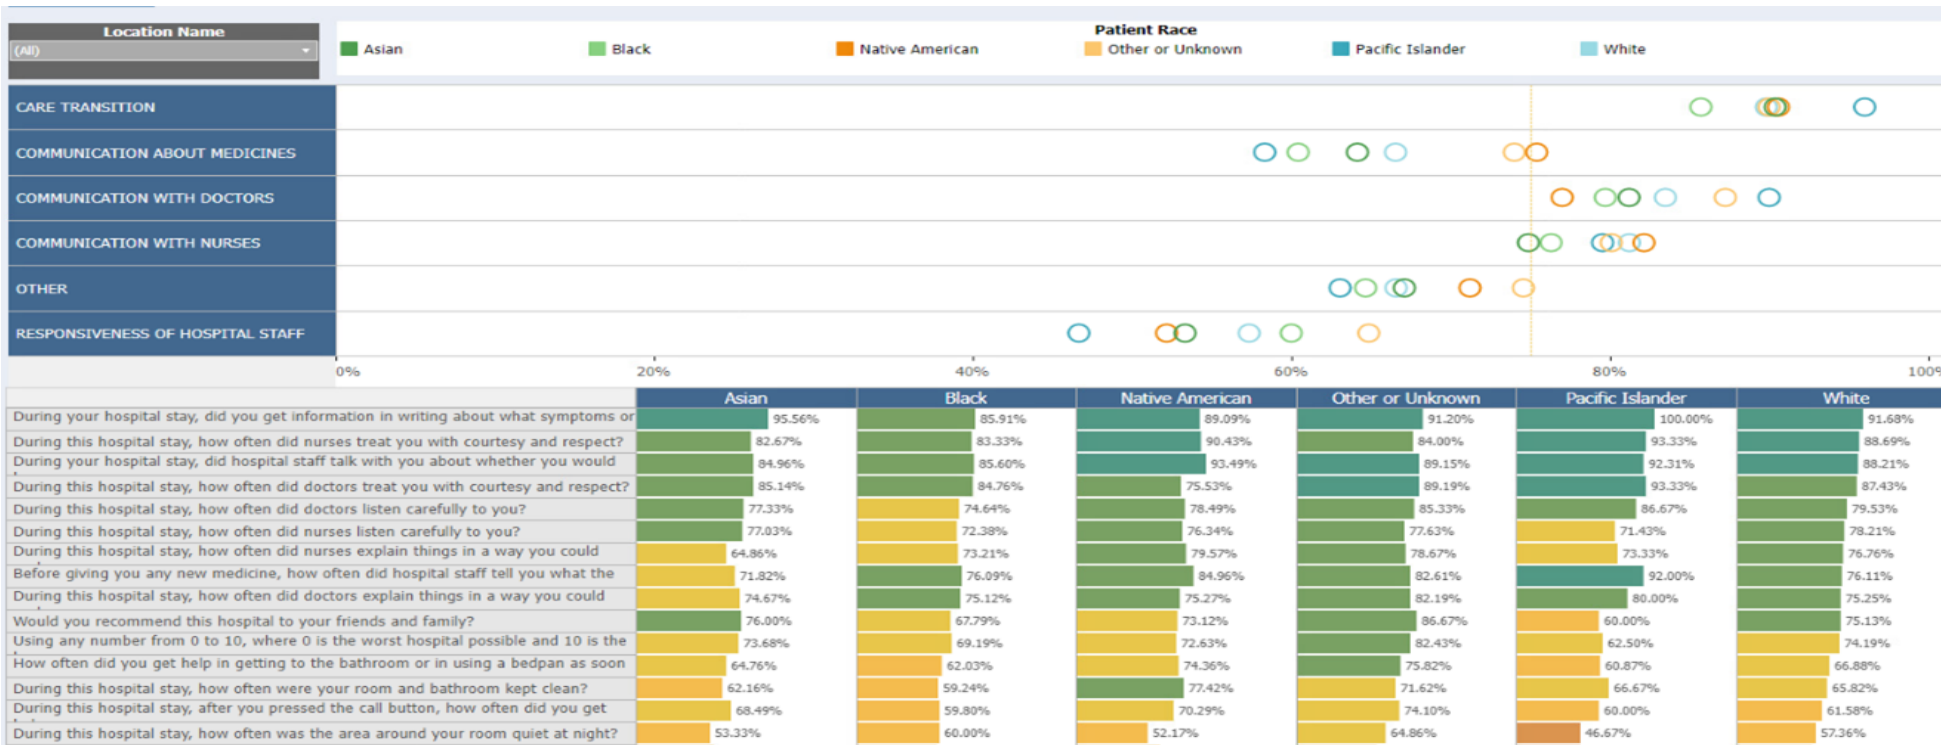 Location Name
(All)
Patient Race
Asian
Black
Native American
Other or Unknown
Pacific Islander
White
CARE TRANSITION
COMMUNICATION ABOUT MEDICINES
COMMUNICATION WITH DOCTORS
COMMUNICATION WITH NURSES
OTHER
RESPONSIVENESS OF HOSPITAL STAFF
0% 20% 40% 60% 80% 100%
Asian Black Native American Other or Unknown Pacific Islander White
During your hospital stay, did you get information in writing about what symptoms or 95.56% 85.91% 89.09% 91.20% 100.00% 91.68%
During this hospital stay, how often did nurses treat you with courtesy and respect? 82.67% 83.33% 90.43% 84.00% 93.33% 88.69%
During your hospital stay, did hospital staff talk with you about whether you would 84.96% 85.60% 93.49% 89.15% 92.31% 88.21%
During this hospital stay, how often did doctors treat you with courtesy and respect? 85.14% 84.76% 75.53% 89.19% 93.33% 87.43%
During this hospital stay, how often did doctors listen carefully to you? 77.33% 74.64% 78.49% 85.33% 86.67% 79.53%
During this hospital stay, how often did nurses listen carefully to you? 77.03% 72.38% 76.34% 77.63% 71.43% 78.21%
During this hospital stay, how often did nurses explain things in a way you could 64.86% 73.21% 79.57% 78.67% 73.33% 76.76%
Before giving you any new medicine, how often did hospital staff tell you what the 71.82% 76.09% 84.96% 82.61% 92.00% 76.11%
During this hospital stay, how often did doctors explain things in a way you could 74.67% 75.12% 75.27% 82.19% 80.00% 75.25%
Would you recommend this hospital to your friends and family? 76.00% 67.79% 73.12% 86.67% 60.00% 75.13%
Using any number from 0 to 10, where 0 is the worst hospital possible and 10 is the 73.68% 69.19% 72.63% 82.43% 62.50% 74.19%
How often did you get help in getting to the bathroom or in using a bedpan as soon 64.76% 62.03% 74.36% 75.82% 60.87% 66.88%
During this hospital stay, how often were your room and bathroom kept clean? 62.16% 59.24% 77.42% 71.62% 66.67% 65.82%
During this hospital stay, after you pressed the call button, how often did you get 68.49% 59.80% 70.29% 74.10% 60.00% 61.58%
During this hospital stay, how often was the area around your room quiet at night? 53.33% 60.00% 52.17% 64.86% 46.67% 57.36%